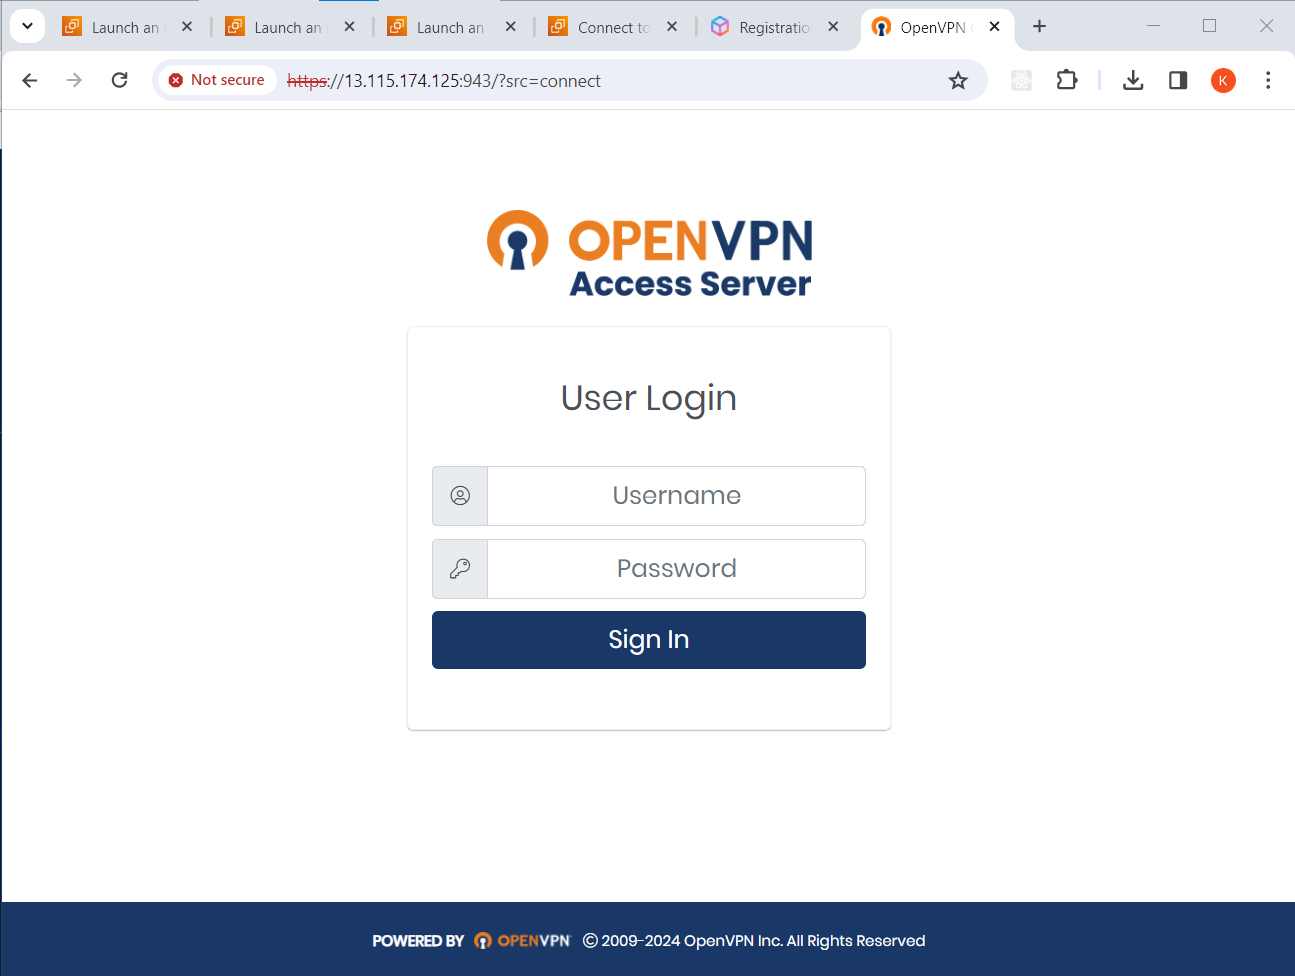 Launch an
Launch an
Launch an
Connect to
Registratio
OpenVPN
Not secure
https://13.115.174.125:943/?src=connect
K
OPENVPN
Access Server
User Login
Username
Password
Sign In
POWERED BY OPENVPN © 2009-2024 OpenVPN Inc. All Rights Reserved